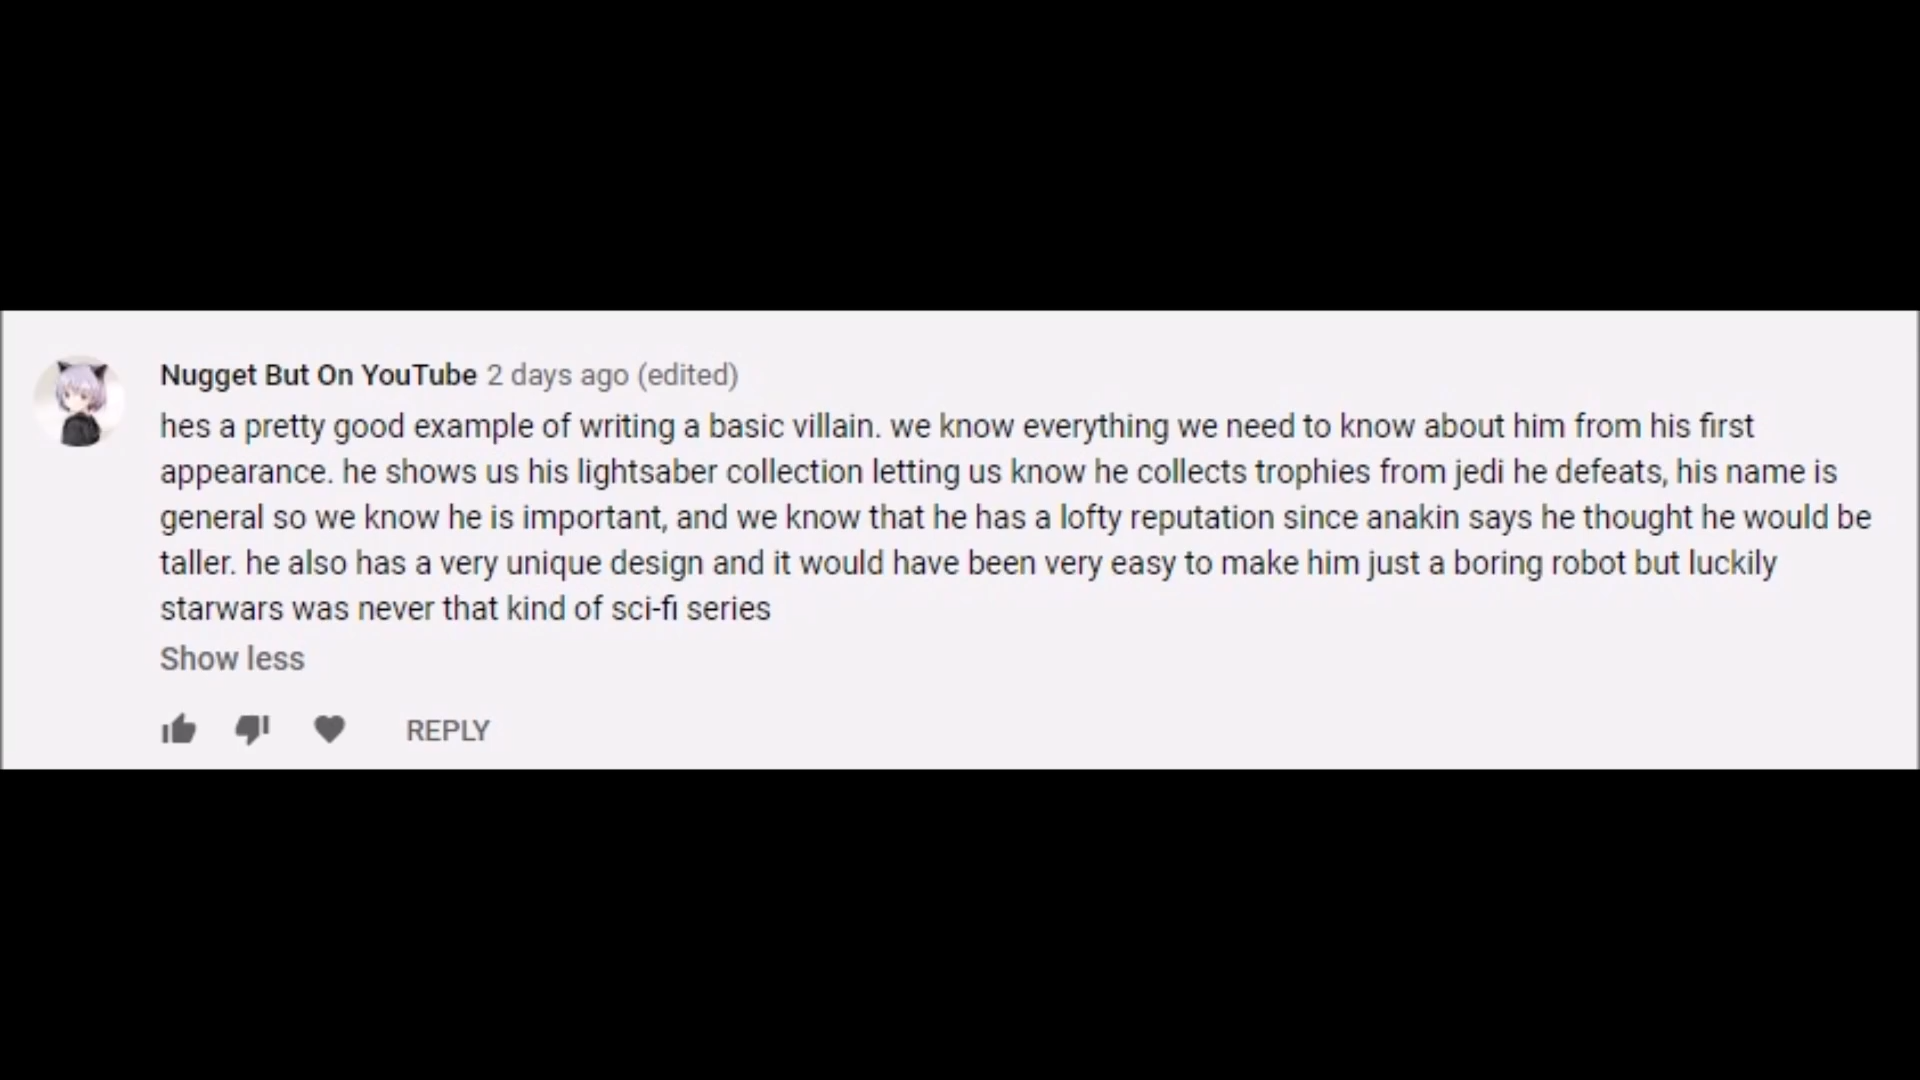 Nugget But On YouTube 2 days ago (edited)
hes a pretty good example of writing a basic villain. we know everything we need to know about him from his first
appearance. he shows us his lightsaber collection letting us know he collects trophies from jedi he defeats, his name is
general so we know he is important, and we know that he has a lofty reputation since anakin says he thought he would be
taller. he also has a very unique design and it would have been very easy to make him just a boring robot but luckily
starwars was never that kind of sci-fi series
Show less
REPLY